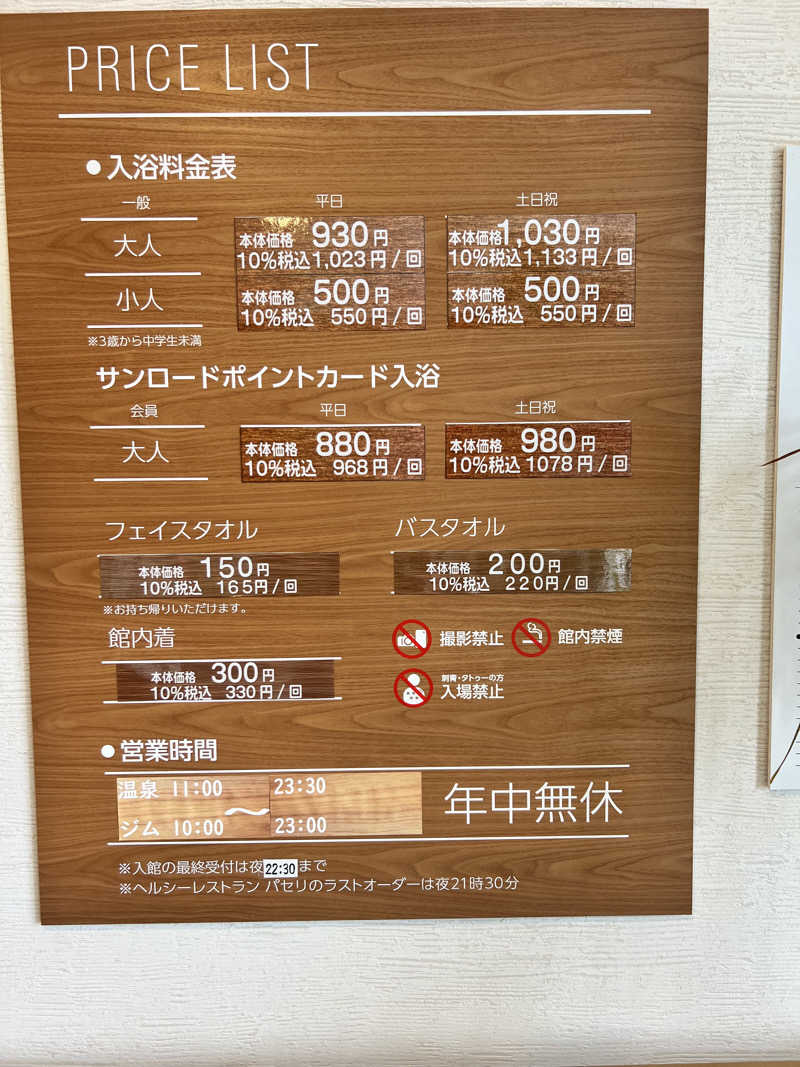 PRICE LIST
●入浴料金表
一般 平日 土日祝
大人 本体価格 930円 本体価格1,030円
10%税込1,023円/回 10%税込1,133円/回
小人 本体価格 500円 本体価格 500円
10%税込 550円/回 10%税込 550円/回
※3歳から中学生未満
サンロードポイントカード入浴
会員 平日 土日祝
大人 本体価格 880円 本体価格 980円
10%税込 968円/回 10%税込 1078円/回
フェイスタオル バスタオル
本体価格 150円 本体価格 200円
10%税込 165円/回 10%税込 220円/回
※お持ち帰りいただけます。
館内着 撮影禁止 館内禁煙
本体価格 300円 刺青・タトゥーの方
10%税込 330円/回 入場禁止
●営業時間
温泉 11:00 〜 23:30 年中無休
ジム 10:00 23:00
※入館の最終受付は夜22:30まで
※ヘルシーレストラン パセリのラストオーダーは夜21時30分